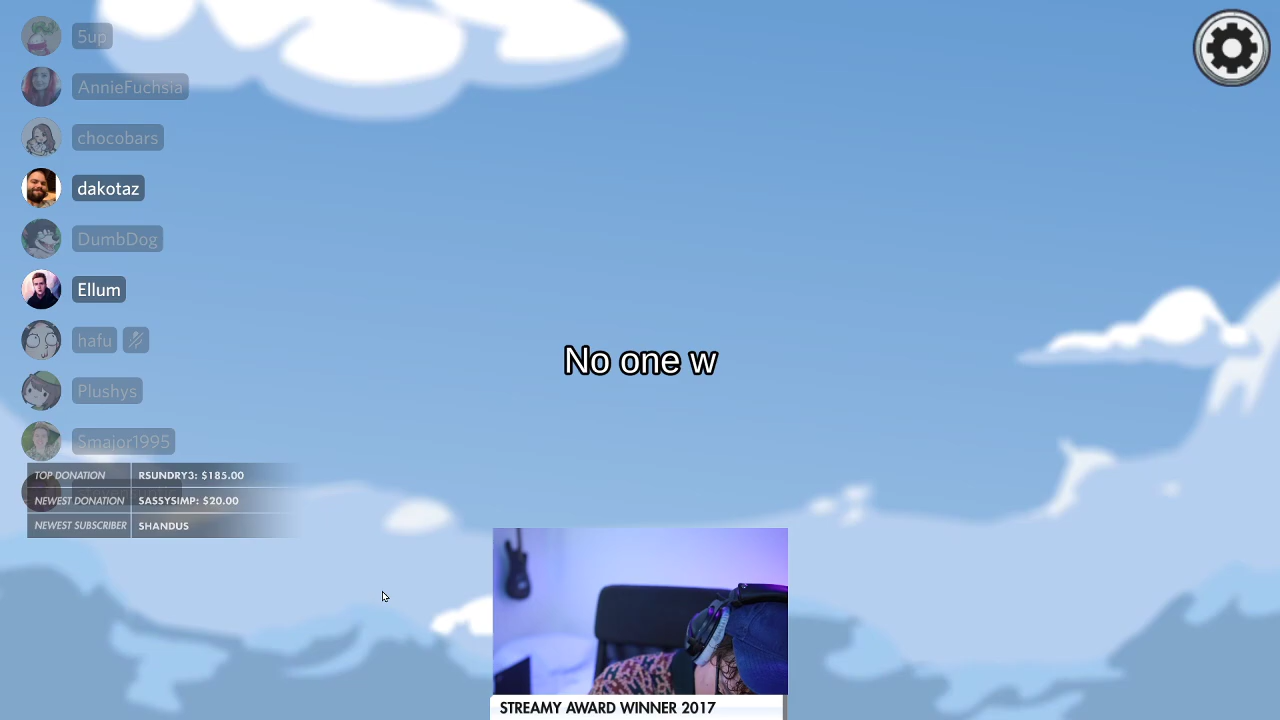 5up
AnnieFuchsia
chocobars
dakotaz
DumbDog
Ellum
hafu
No one w
Plushys
Smajor1995
TOP DONATION RSUNDRY3: $185.00
NEWEST DONATION SASSYSIMP: $20.00
NEWEST SUBSCRIBER SHANDUS
STREAMY AWARD WINNER 2017